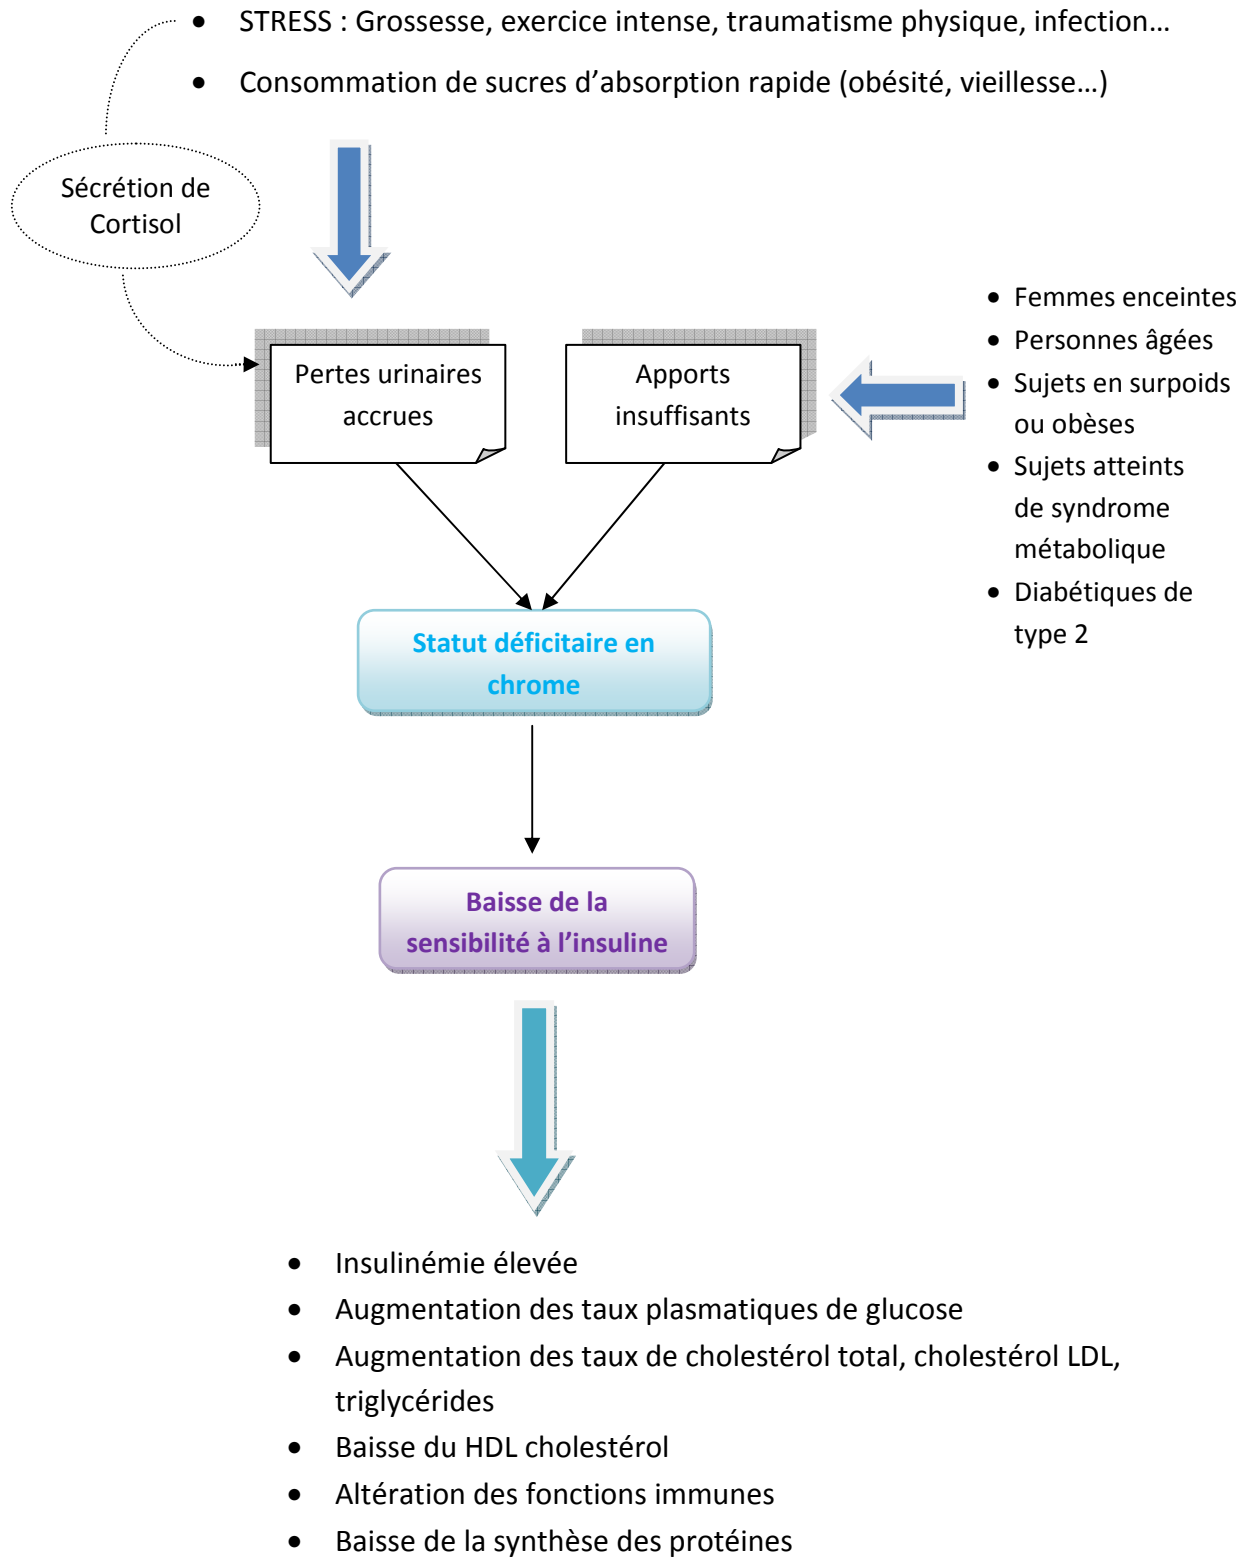 • STRESS : Grossesse, exercice intense, traumatisme physique, infection…
• Consommation de sucres d’absorption rapide (obésité, vieillesse…)
Sécrétion de
Cortisol
Pertes urinaires
accrues
Apports
insuffisants
• Femmes enceintes
• Personnes âgées
• Sujets en surpoids
ou obèses
• Sujets atteints
de syndrome
métabolique
• Diabétiques de
type 2
Statut déficitaire en
chrome
Baisse de la
sensibilité à l’insuline
• Insulinémie élevée
• Augmentation des taux plasmatiques de glucose
• Augmentation des taux de cholestérol total, cholestérol LDL,
triglycérides
• Baisse du HDL cholestérol
• Altération des fonctions immunes
• Baisse de la synthèse des protéines